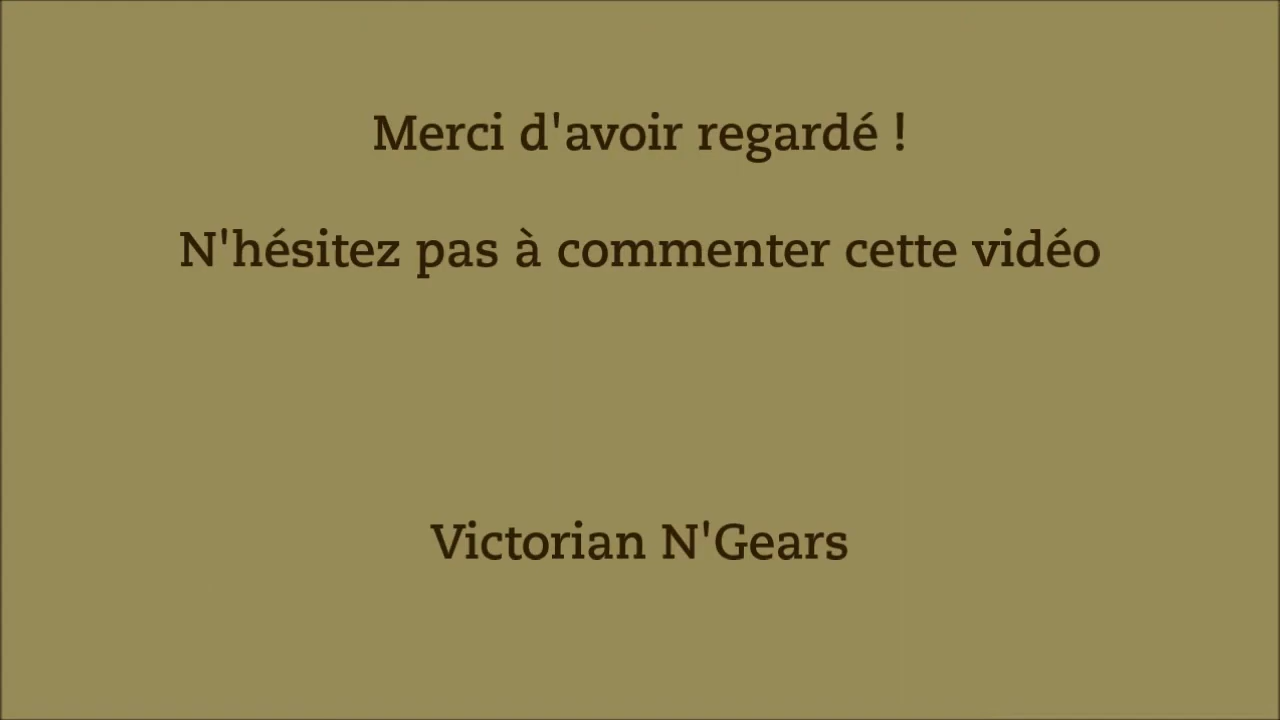 Merci d'avoir regardé !
N'hésitez pas à commenter cette vidéo
Victorian N'Gears